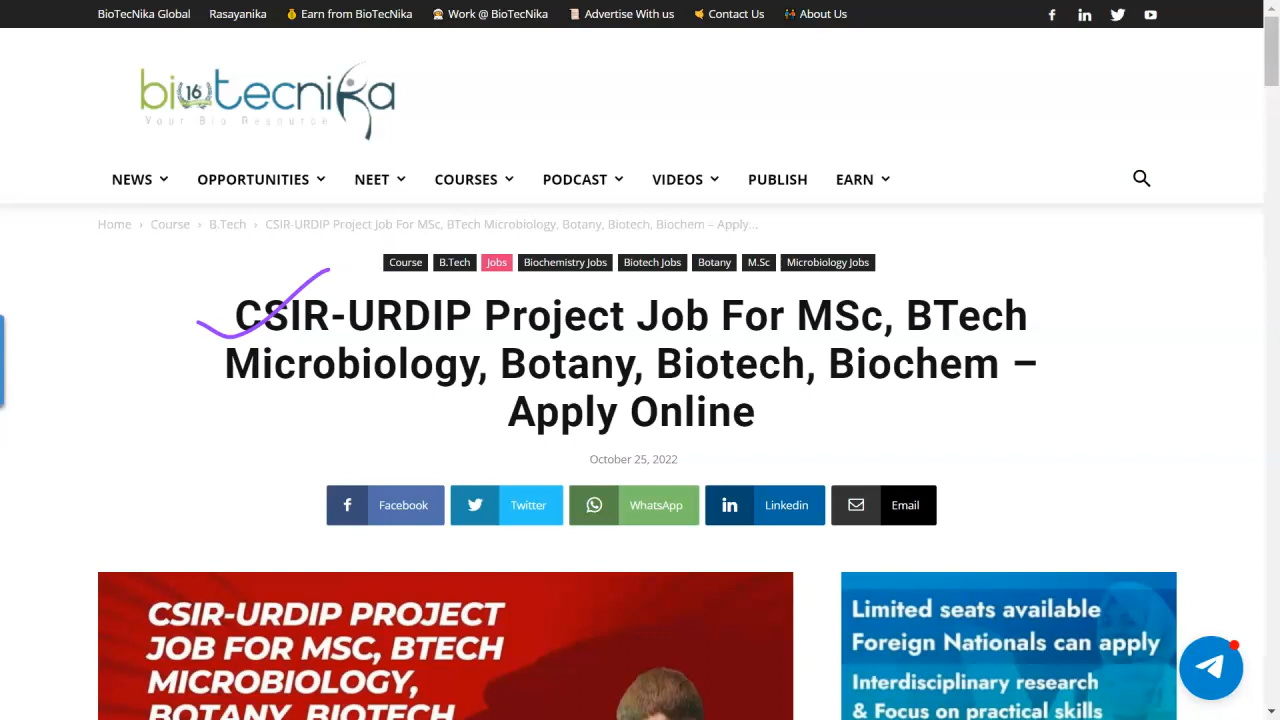 BioTecNika Global Rasayanika Earn from BioTecNika Work @ BioTecNika Advertise With us Contact Us About Us
16
biotecnika
Your Bio Resource
NEWS OPPORTUNITIES NEET COURSES PODCAST VIDEOS PUBLISH EARN
Home › Course › B.Tech › CSIR-URDIP Project Job For MSc, BTech Microbiology, Botany, Biotech, Biochem – Apply...
Course B.Tech Jobs Biochemistry Jobs Biotech Jobs Botany M.Sc Microbiology Jobs
CSIR-URDIP Project Job For MSc, BTech
Microbiology, Botany, Biotech, Biochem –
Apply Online
October 25, 2022
Facebook Twitter WhatsApp Linkedin Email
CSIR-URDIP PROJECT
JOB FOR MSC, BTECH
MICROBIOLOGY,
BOTANY, BIOTECH
Limited seats available
Foreign Nationals can apply
Interdisciplinary research
& Focus on practical skills